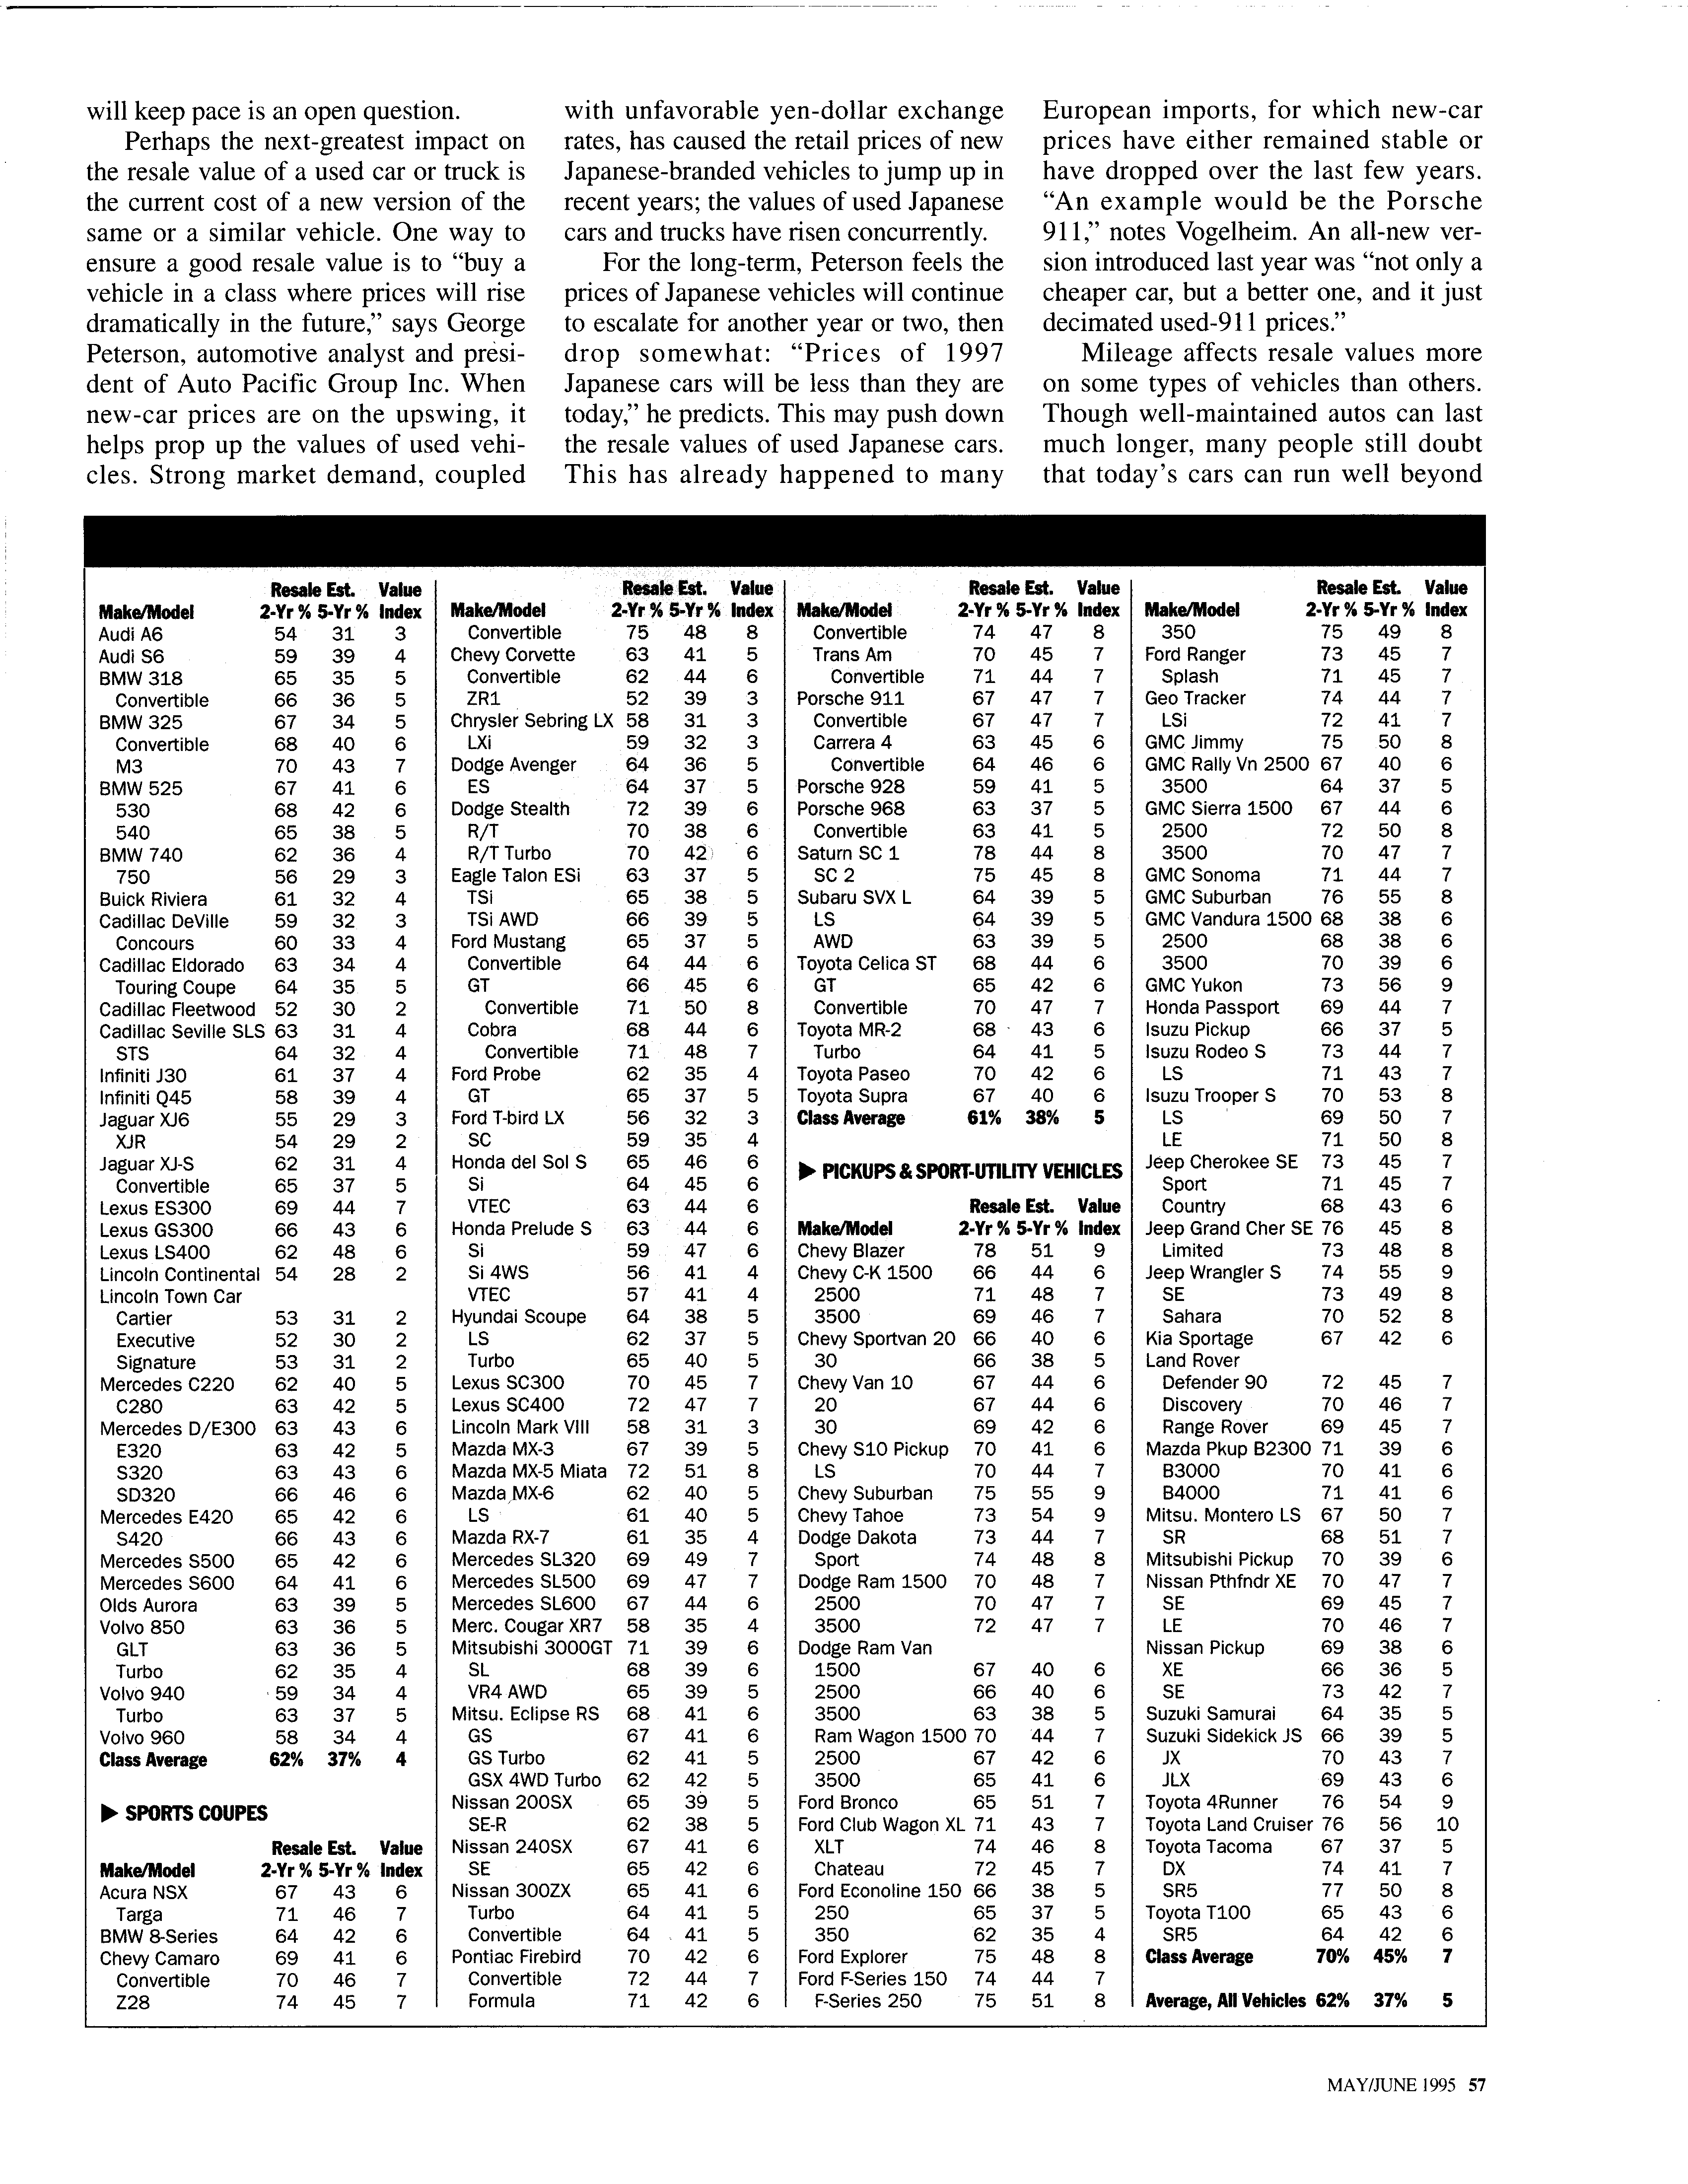 will keep pace is an open question.
Perhaps the next-greatest impact on
the resale value of a used car or truck is
the current cost of a new version of the
same or a similar vehicle. One way to
ensure a good resale value is to “buy a
vehicle in a class where prices will rise
dramatically in the future,” says George
Peterson, automotive analyst and presi-
dent of Auto Pacific Group Inc. When
new-car prices are on the upswing, it
helps prop up the values of used vehi-
cles. Strong market demand, coupled
with unfavorable yen-dollar exchange
rates, has caused the retail prices of new
Japanese-branded vehicles to jump up in
recent years; the values of used Japanese
cars and trucks have risen concurrently.
For the long-term, Peterson feels the
prices of Japanese vehicles will continue
to escalate for another year or two, then
drop somewhat: “Prices of 1997
Japanese cars will be less than they are
today,” he predicts. This may push down
the resale values of used Japanese cars.
This has already happened to many
European imports, for which new-car
prices have either remained stable or
have dropped over the last few years.
“An example would be the Porsche
911,” notes Vogelheim. An all-new ver-
sion introduced last year was “not only a
cheaper car, but a better one, and it just
decimated used-911 prices.”
Mileage affects resale values more
on some types of vehicles than others.
Though well-maintained autos can last
much longer, many people still doubt
that today’s cars can run well beyond
Resale Est. Value
Make/Model 2-Yr % 5-Yr % Index
Audi A6 54 31 3
Audi S6 59 39 4
BMW 318 65 35 5
Convertible 66 36 5
BMW 325 67 34 5
Convertible 68 40 6
M3 70 43 7
BMW 525 67 41 6
530 68 42 6
540 65 38 5
BMW 740 62 36 4
750 56 29 3
Buick Riviera 61 32 4
Cadillac DeVille 59 32 3
Concours 60 33 4
Cadillac Eldorado 63 34 4
Touring Coupe 64 35 5
Cadillac Fleetwood 52 30 2
Cadillac Seville SLS 63 31 4
STS 64 32 4
Infiniti J30 61 37 4
Infiniti Q45 58 39 4
Jaguar XJ6 55 29 3
XJR 54 29 2
Jaguar XJ-S 62 31 4
Convertible 65 37 5
Lexus ES300 69 44 7
Lexus GS300 66 43 6
Lexus LS400 62 48 6
Lincoln Continental 54 28 2
Lincoln Town Car
Cartier 53 31 2
Executive 52 30 2
Signature 53 31 2
Mercedes C220 62 40 5
C280 63 42 5
Mercedes D/E300 63 43 6
E320 63 42 5
S320 63 43 6
SD320 66 46 6
Mercedes E420 65 42 6
S420 66 43 6
Mercedes S500 65 42 6
Mercedes S600 64 41 6
Olds Aurora 63 39 5
Volvo 850 63 36 5
GLT 63 36 5
Turbo 62 35 4
Volvo 940 59 34 4
Turbo 63 37 5
Volvo 960 58 34 4
Class Average 62% 37% 4
▶ SPORTS COUPES
Resale Est. Value
Make/Model 2-Yr % 5-Yr % Index
Acura NSX 67 43 6
Targa 71 46 7
BMW 8-Series 64 42 6
Chevy Camaro 69 41 6
Convertible 70 46 7
Z28 74 45 7
Resale Est. Value
Make/Model 2-Yr % 5-Yr % Index
Convertible 75 48 8
Chevy Corvette 63 41 5
Convertible 62 44 6
ZR1 52 39 3
Chrysler Sebring LX 58 31 3
LXi 59 32 3
Dodge Avenger 64 36 5
ES 64 37 5
Dodge Stealth 72 39 6
R/T 70 38 6
R/T Turbo 70 42 6
Eagle Talon ESi 63 37 5
TSi 65 38 5
TSi AWD 66 39 5
Ford Mustang 65 37 5
Convertible 64 44 6
GT 66 45 6
Convertible 71 50 8
Cobra 68 44 6
Convertible 71 48 7
Ford Probe 62 35 4
GT 65 37 5
Ford T-bird LX 56 32 3
SC 59 35 4
Honda del Sol S 65 46 6
Si 64 45 6
VTEC 63 44 6
Honda Prelude S 63 44 6
Si 59 47 6
Si 4WS 56 41 4
VTEC 57 41 4
Hyundai Scoupe 64 38 5
LS 62 37 5
Turbo 65 40 5
Lexus SC300 70 45 7
Lexus SC400 72 47 7
Lincoln Mark VIII 58 31 3
Mazda MX-3 67 39 5
Mazda MX-5 Miata 72 51 8
Mazda MX-6 62 40 5
LS 61 40 5
Mazda RX-7 61 35 4
Mercedes SL320 69 49 7
Mercedes SL500 69 47 7
Mercedes SL600 67 44 6
Merc. Cougar XR7 58 35 4
Mitsubishi 3000GT 71 39 6
SL 68 39 6
VR4 AWD 65 39 5
Mitsu. Eclipse RS 68 41 6
GS 67 41 6
GS Turbo 62 41 5
GSX 4WD Turbo 62 42 5
Nissan 200SX 65 39 5
SE-R 62 38 5
Nissan 240SX 67 41 6
SE 65 42 6
Nissan 300ZX 65 41 6
Turbo 64 41 5
Convertible 64 41 5
Pontiac Firebird 70 42 6
Convertible 72 44 7
Formula 71 42 6
Resale Est. Value
Make/Model 2-Yr % 5-Yr % Index
Convertible 74 47 8
Trans Am 70 45 7
Convertible 71 44 7
Porsche 911 67 47 7
Convertible 67 47 7
Carrera 4 63 45 6
Convertible 64 46 6
Porsche 928 59 41 5
Porsche 968 63 37 5
Convertible 63 41 5
Saturn SC 1 78 44 8
SC 2 75 45 8
Subaru SVX L 64 39 5
LS 64 39 5
AWD 63 39 5
Toyota Celica ST 68 44 6
GT 65 42 6
Convertible 70 47 7
Toyota MR-2 68 43 6
Turbo 64 41 5
Toyota Paseo 70 42 6
Toyota Supra 67 40 6
Class Average 61% 38% 5
▶ PICKUPS & SPORT-UTILITY VEHICLES
Resale Est. Value
Make/Model 2-Yr % 5-Yr % Index
Chevy Blazer 78 51 9
Chevy C-K 1500 66 44 6
2500 71 48 7
3500 69 46 7
Chevy Sportvan 20 66 40 6
30 66 38 5
Chevy Van 10 67 44 6
20 67 44 6
30 69 42 6
Chevy S10 Pickup 70 41 6
LS 70 44 7
Chevy Suburban 75 55 9
Chevy Tahoe 73 54 9
Dodge Dakota 73 44 7
Sport 74 48 8
Dodge Ram 1500 70 48 7
2500 70 47 7
3500 72 47 7
Dodge Ram Van
1500 67 40 6
2500 66 40 6
3500 63 38 5
Ram Wagon 1500 70 44 7
2500 67 42 6
3500 65 41 6
Ford Bronco 65 51 7
Ford Club Wagon XL 71 43 7
XLT 74 46 8
Chateau 72 45 7
Ford Econoline 150 66 38 5
250 65 37 5
350 62 35 4
Ford Explorer 75 48 8
Ford F-Series 150 74 44 7
F-Series 250 75 51 8
Resale Est. Value
Make/Model 2-Yr % 5-Yr % Index
350 75 49 8
Ford Ranger 73 45 7
Splash 71 45 7
Geo Tracker 74 44 7
LSi 72 41 7
GMC Jimmy 75 50 8
GMC Rally Vn 2500 67 40 6
3500 64 37 5
GMC Sierra 1500 67 44 6
2500 72 50 8
3500 70 47 7
GMC Sonoma 71 44 7
GMC Suburban 76 55 8
GMC Vandura 1500 68 38 6
2500 68 38 6
3500 70 39 6
GMC Yukon 73 56 9
Honda Passport 69 44 7
Isuzu Pickup 66 37 5
Isuzu Rodeo S 73 44 7
LS 71 43 7
Isuzu Trooper S 70 53 8
LS 69 50 7
LE 71 50 8
Jeep Cherokee SE 73 45 7
Sport 71 45 7
Country 68 43 6
Jeep Grand Cher SE 76 45 8
Limited 73 48 8
Jeep Wrangler S 74 55 9
SE 73 49 8
Sahara 70 52 8
Kia Sportage 67 42 6
Land Rover
Defender 90 72 45 7
Discovery 70 46 7
Range Rover 69 45 7
Mazda Pkup B2300 71 39 6
B3000 70 41 6
B4000 71 41 6
Mitsu. Montero LS 67 50 7
SR 68 51 7
Mitsubishi Pickup 70 39 6
Nissan Pthfndr XE 70 47 7
SE 69 45 7
LE 70 46 7
Nissan Pickup 69 38 6
XE 66 36 5
SE 73 42 7
Suzuki Samurai 64 35 5
Suzuki Sidekick JS 66 39 5
JX 70 43 7
JLX 69 43 6
Toyota 4Runner 76 54 9
Toyota Land Cruiser 76 56 10
Toyota Tacoma 67 37 5
DX 74 41 7
SR5 77 50 8
Toyota T100 65 43 6
SR5 64 42 6
Class Average 70% 45% 7
Average, All Vehicles 62% 37% 5
MAY/JUNE 1995 57